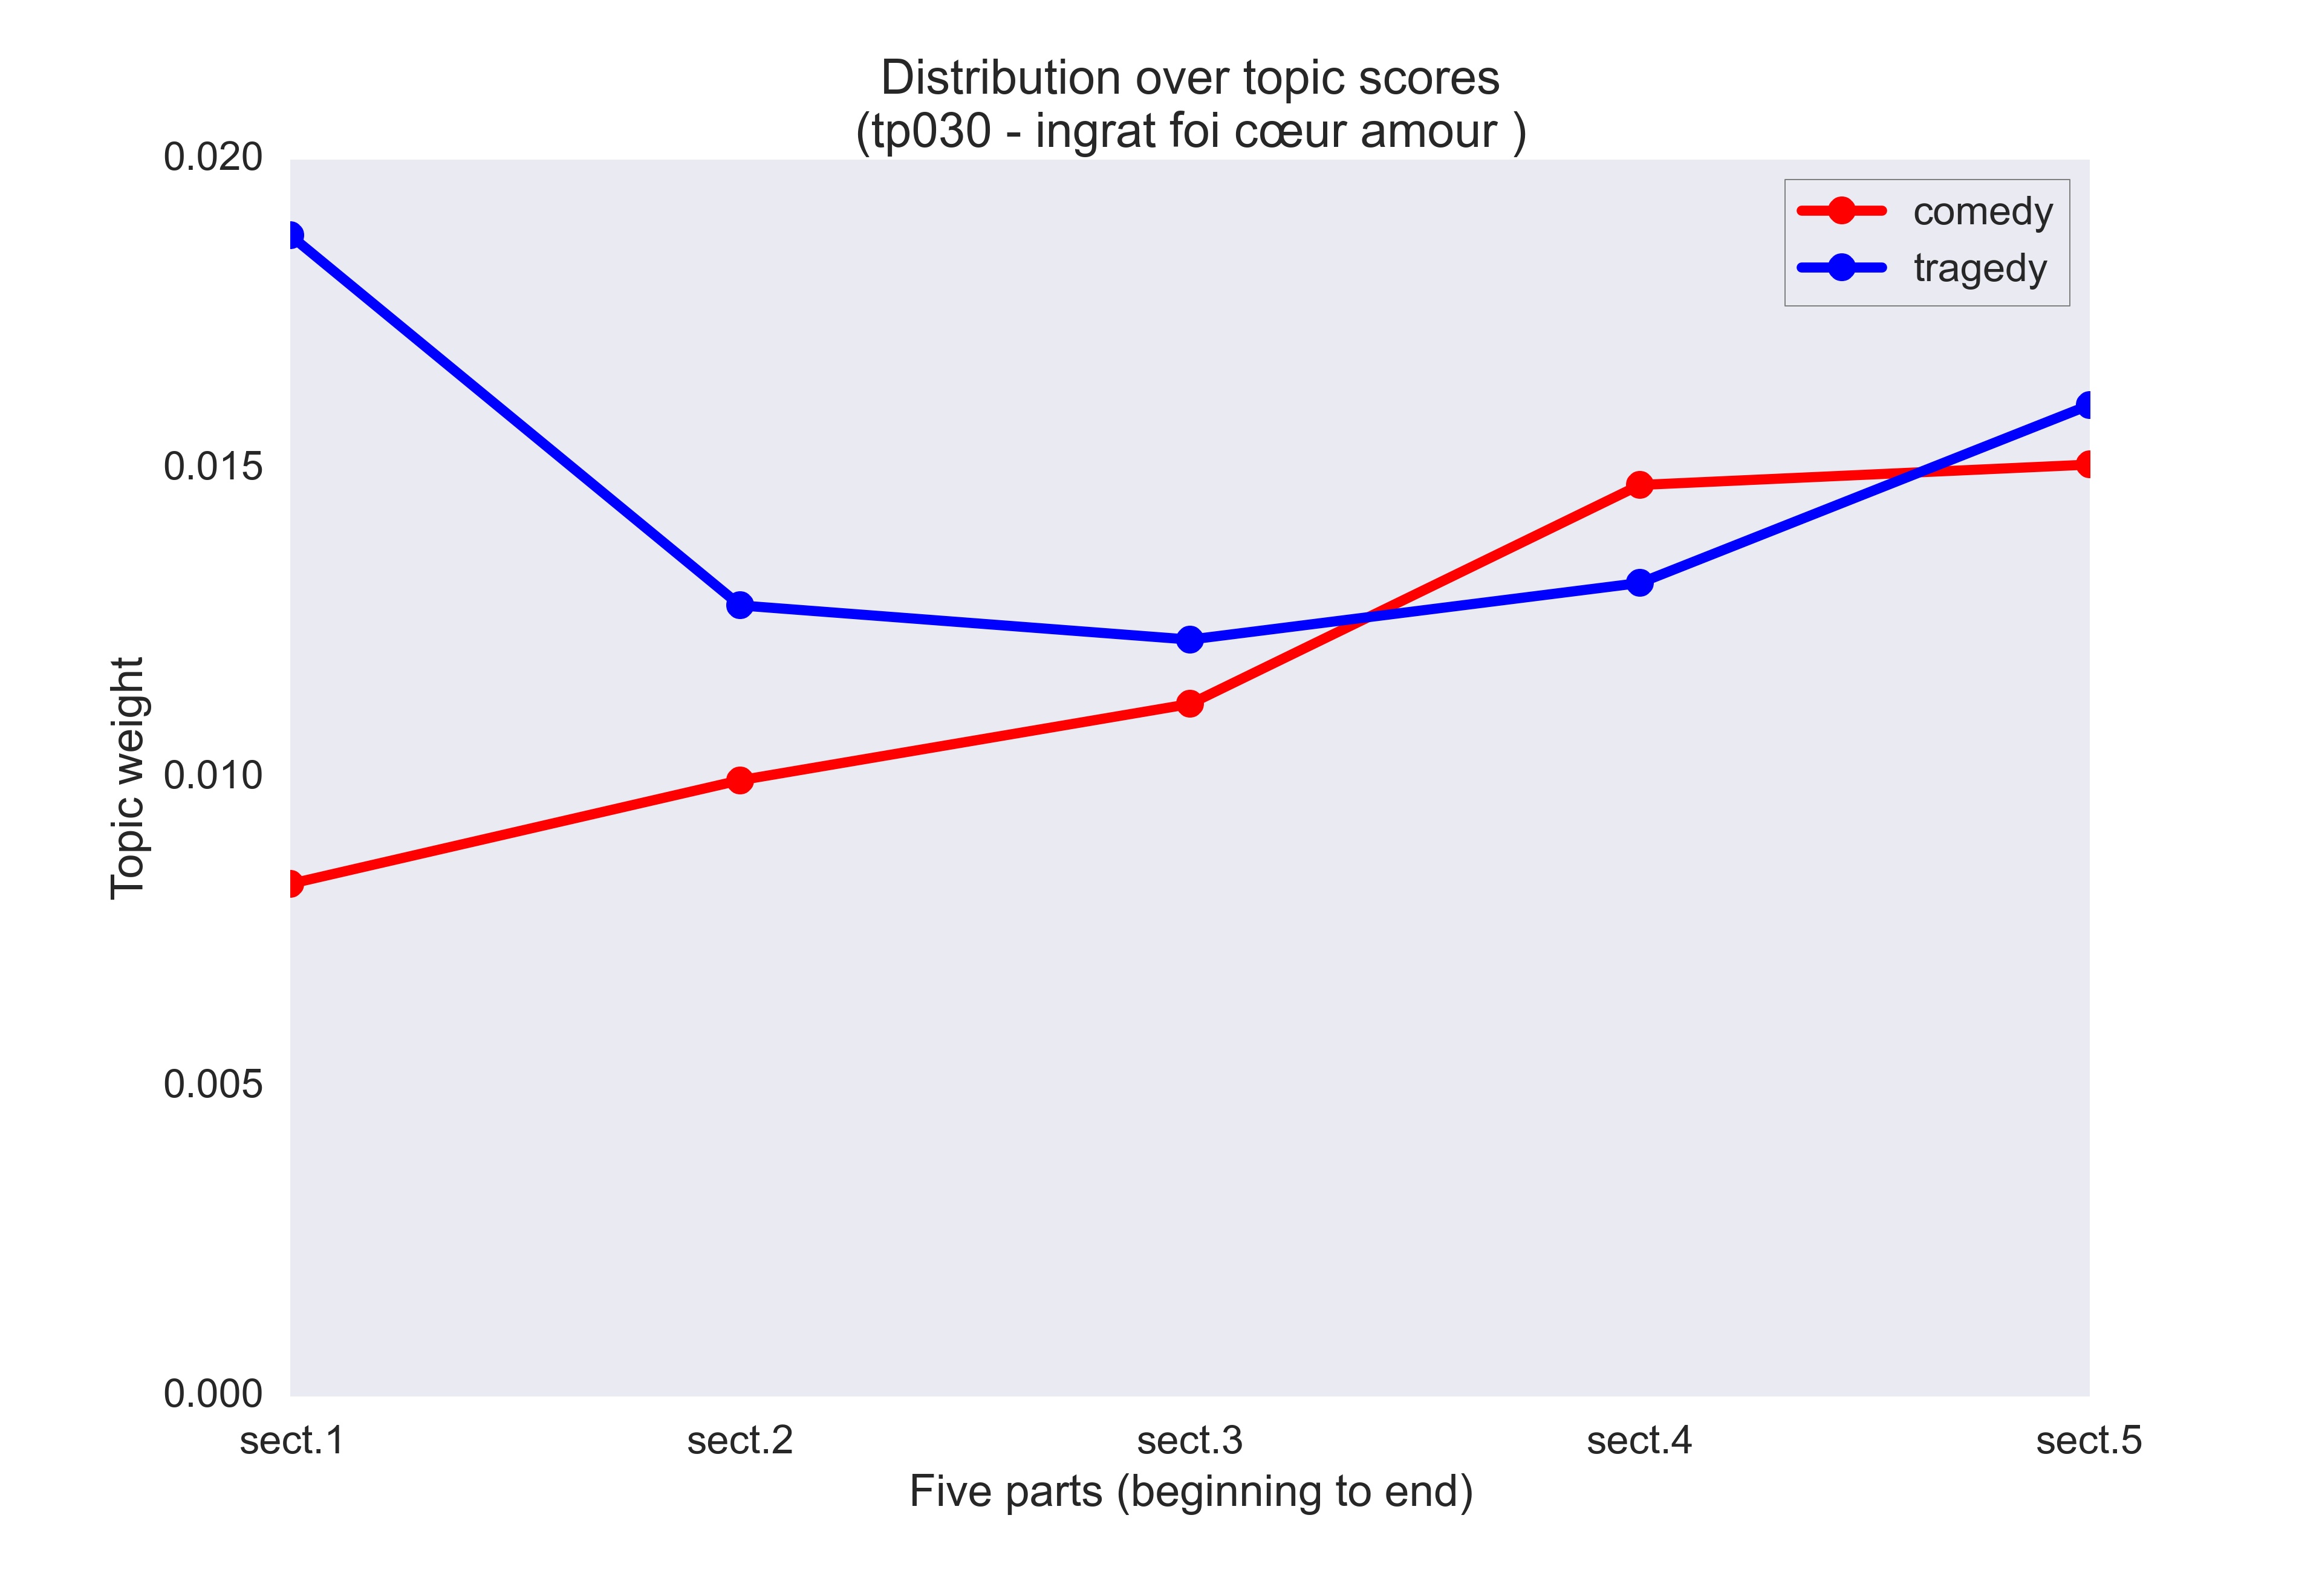 Distribution over topic scores
(tp030 - ingrat foi cœur amour )
comedy
tragedy
Topic weight
0.020
0.015
0.010
0.005
0.000
sect.1
sect.2
sect.3
sect.4
sect.5
Five parts (beginning to end)